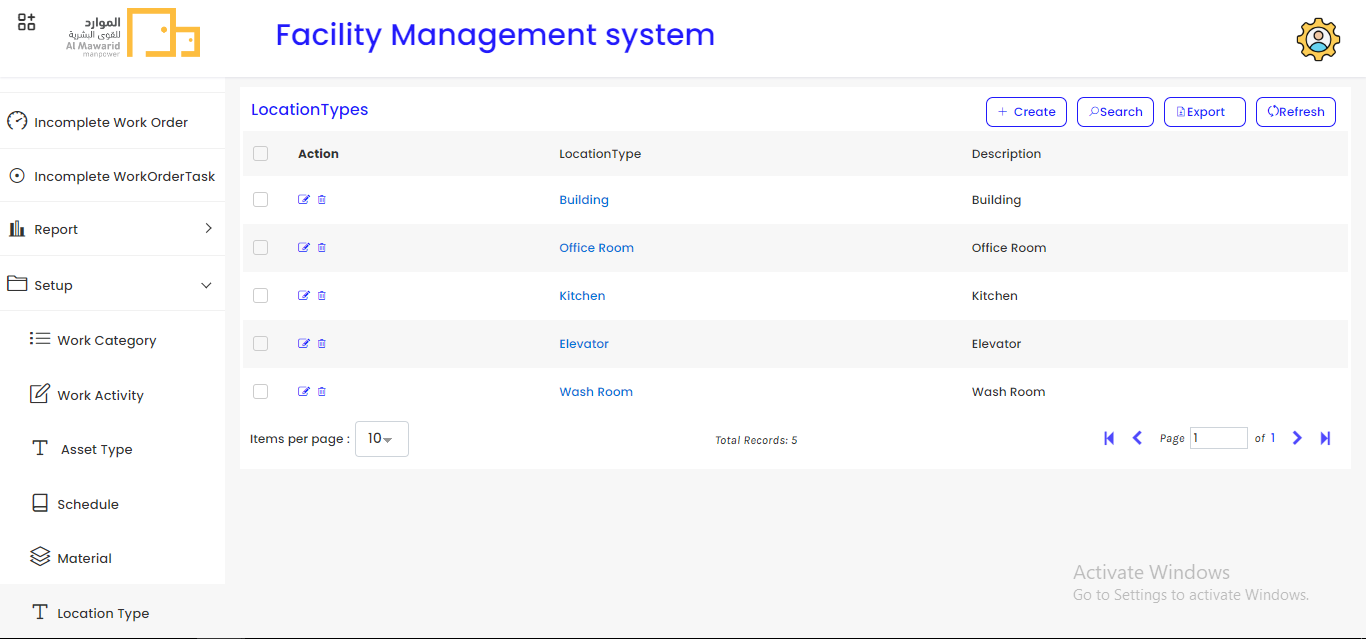 الموارد
للقوى البشرية
Al Mawarid
manpower
Facility Management system
Incomplete Work Order
Incomplete WorkOrderTask
Report
Setup
Work Category
Work Activity
Asset Type
Schedule
Material
Location Type
LocationTypes
Create Search Export Refresh
Action LocationType Description
Building Building
Office Room Office Room
Kitchen Kitchen
Elevator Elevator
Wash Room Wash Room
Items per page : 10 Total Records: 5 Page 1 of 1
Activate Windows
Go to Settings to activate Windows.